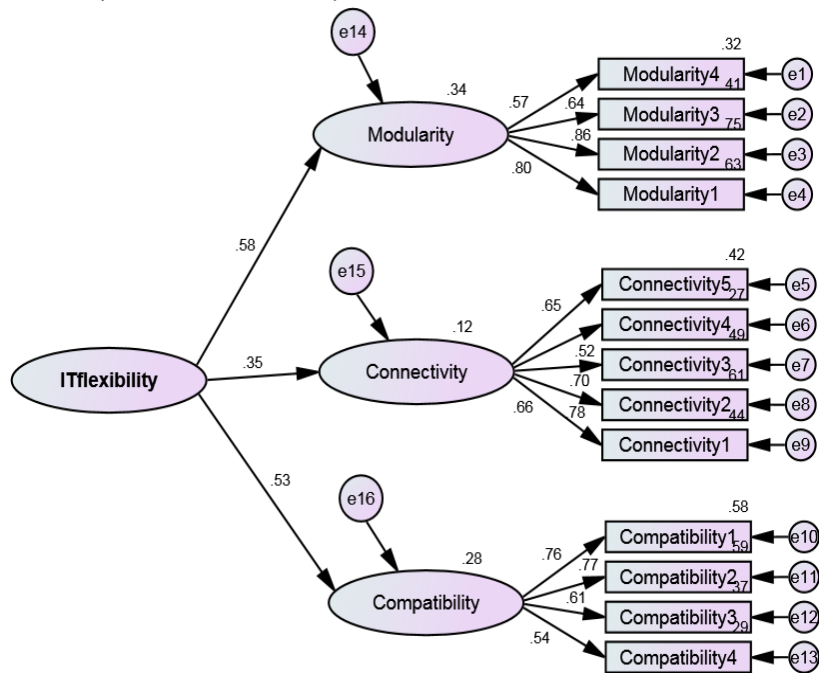 e14
.32
.34
.57
Modularity4
41
e1
.64
Modularity3
75
e2
Modularity
.86
Modularity2
63
e3
.80
Modularity1
e4
.58
e15
.42
.12
.65
Connectivity5
27
e5
Connectivity4
49
e6
ITflexibility
.35
Connectivity
.52
Connectivity3
61
e7
.70
Connectivity2
44
e8
.66
.78
Connectivity1
e9
.53
e16
.58
.28
.76
Compatibility1
59
e10
.77
Compatibility2
37
e11
Compatibility
.61
Compatibility3
29
e12
.54
Compatibility4
e13